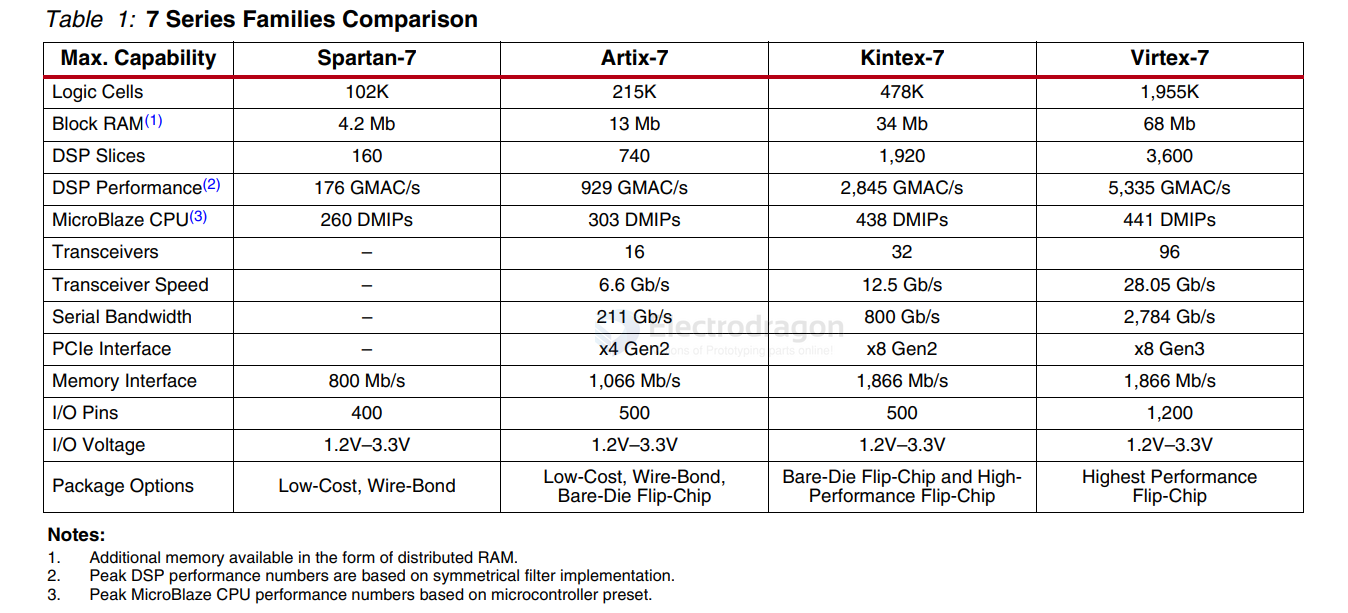 Table 1: 7 Series Families Comparison
Max. Capability Spartan-7 Artix-7 Kintex-7 Virtex-7
Logic Cells 102K 215K 478K 1,955K
Block RAM(1) 4.2 Mb 13 Mb 34 Mb 68 Mb
DSP Slices 160 740 1,920 3,600
DSP Performance(2) 176 GMAC/s 929 GMAC/s 2,845 GMAC/s 5,335 GMAC/s
MicroBlaze CPU(3) 260 DMIPs 303 DMIPs 438 DMIPs 441 DMIPs
Transceivers – 16 32 96
Transceiver Speed – 6.6 Gb/s 12.5 Gb/s 28.05 Gb/s
Serial Bandwidth – 211 Gb/s 800 Gb/s 2,784 Gb/s
Electrodragon
PCIe Interface – x4 Gen2 x8 Gen2 x8 Gen3
of Prototyping parts online!
Memory Interface 800 Mb/s 1,066 Mb/s 1,866 Mb/s 1,866 Mb/s
I/O Pins 400 500 500 1,200
I/O Voltage 1.2V–3.3V 1.2V–3.3V 1.2V–3.3V 1.2V–3.3V
Package Options Low-Cost, Wire-Bond Low-Cost, Wire-Bond, Bare-Die Flip-Chip and High- Highest Performance
Bare-Die Flip-Chip Performance Flip-Chip Flip-Chip
Notes:
1. Additional memory available in the form of distributed RAM.
2. Peak DSP performance numbers are based on symmetrical filter implementation.
3. Peak MicroBlaze CPU performance numbers based on microcontroller preset.